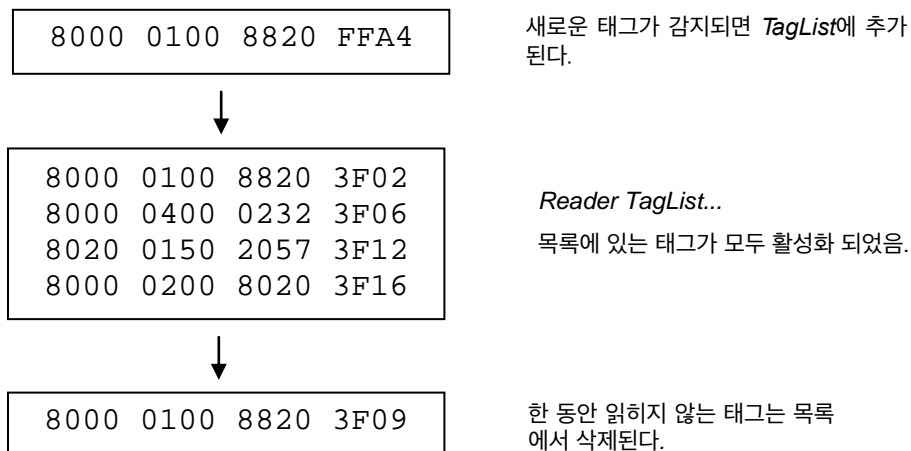 8000 0100 8820 FFA4
새로운 태그가 감지되면 TagList에 추가
된다.
8000 0100 8820 3F02
8000 0400 0232 3F06
8020 0150 2057 3F12
8000 0200 8020 3F16
Reader TagList...
목록에 있는 태그가 모두 활성화 되었음.
8000 0100 8820 3F09
한 동안 읽히지 않는 태그는 목록
에서 삭제된다.